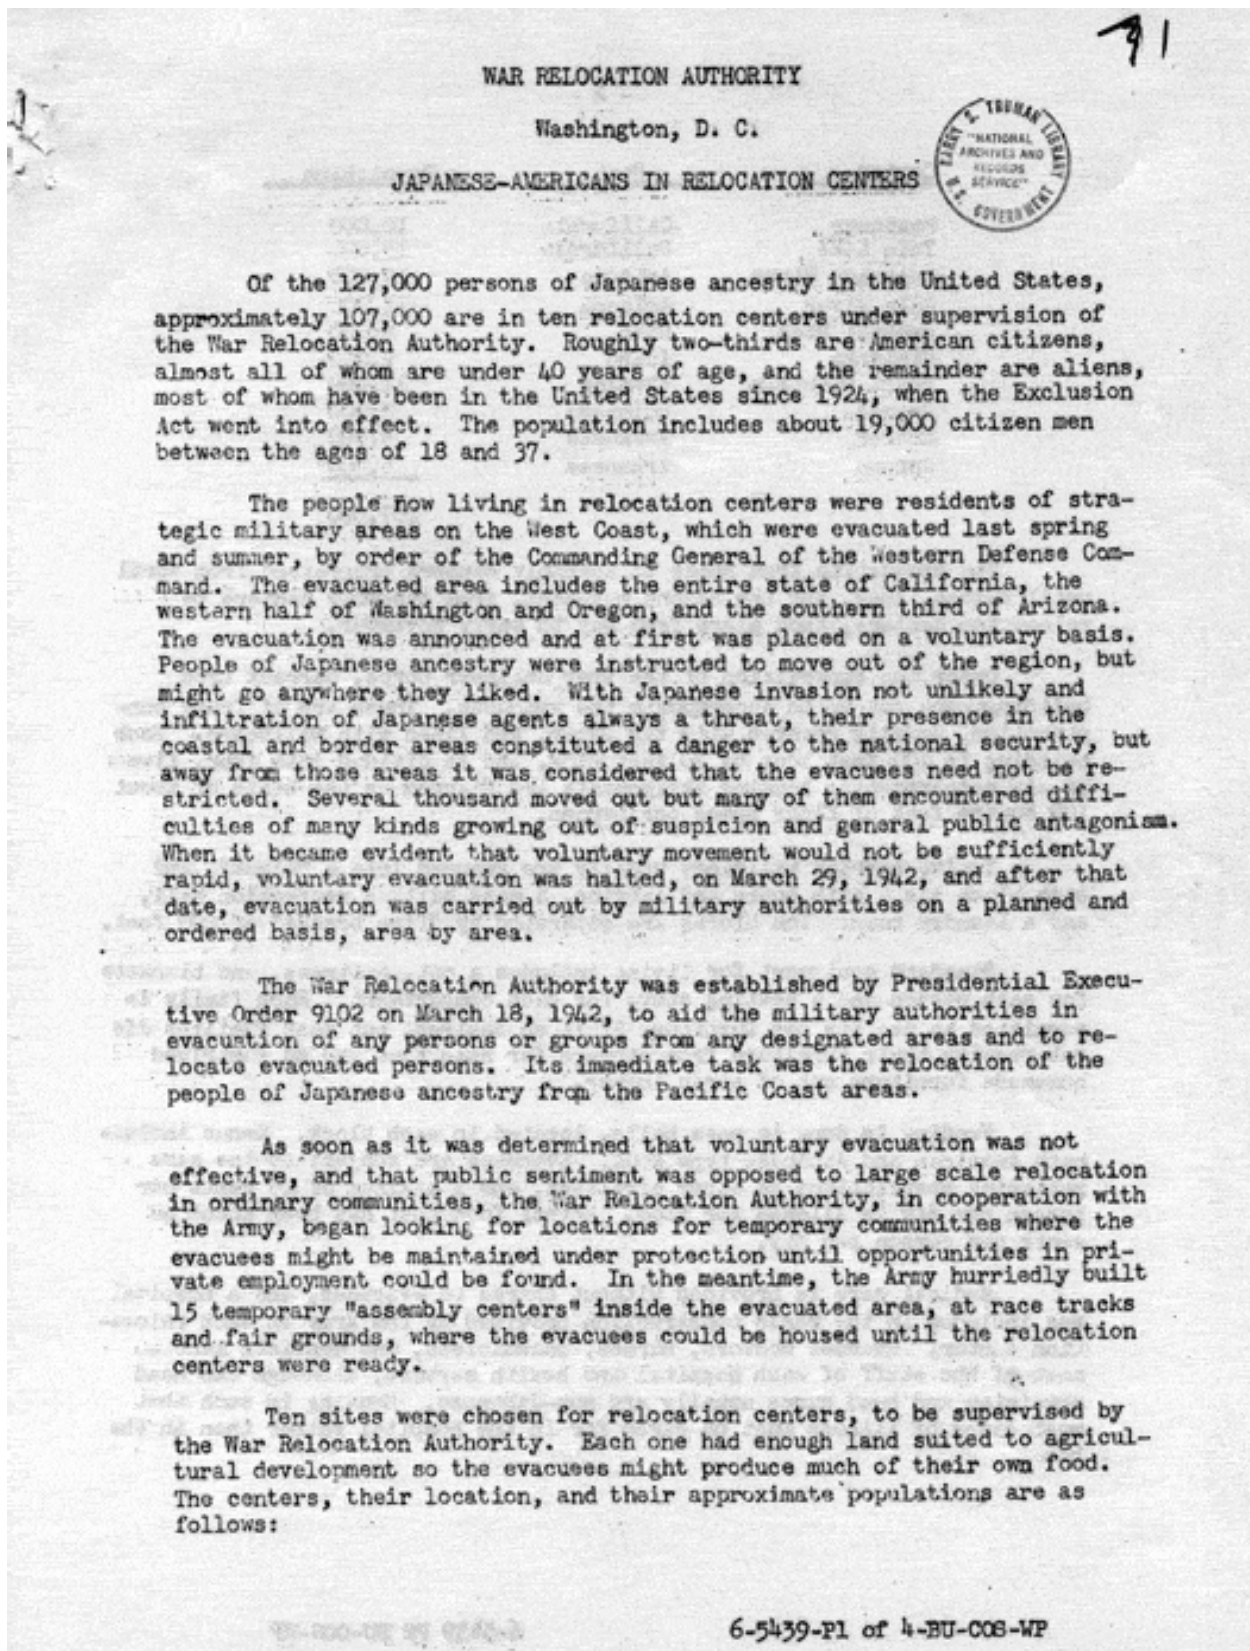 91
WAR RELOCATION AUTHORITY
Washington, D. C.
JAPANESE-AMERICANS IN RELOCATION CENTERS
HARRY S. TRUMAN LIBRARY
"NATIONAL
ARCHIVES AND
RECORDS
SERVICE"
U.S. GOVERNMENT
Of the 127,000 persons of Japanese ancestry in the United States,
approximately 107,000 are in ten relocation centers under supervision of
the War Relocation Authority. Roughly two-thirds are American citizens,
almost all of whom are under 40 years of age, and the remainder are aliens,
most of whom have been in the United States since 1924, when the Exclusion
Act went into effect. The population includes about 19,000 citizen men
between the ages of 18 and 37.
The people now living in relocation centers were residents of stra-
tegic military areas on the West Coast, which were evacuated last spring
and summer, by order of the Commanding General of the Western Defense Com-
mand. The evacuated area includes the entire state of California, the
western half of Washington and Oregon, and the southern third of Arizona.
The evacuation was announced and at first was placed on a voluntary basis.
People of Japanese ancestry were instructed to move out of the region, but
might go anywhere they liked. With Japanese invasion not unlikely and
infiltration of Japanese agents always a threat, their presence in the
coastal and border areas constituted a danger to the national security, but
away from those areas it was considered that the evacuees need not be re-
stricted. Several thousand moved out but many of them encountered diffi-
culties of many kinds growing out of suspicion and general public antagonism.
When it became evident that voluntary movement would not be sufficiently
rapid, voluntary evacuation was halted, on March 29, 1942, and after that
date, evacuation was carried out by military authorities on a planned and
ordered basis, area by area.
The War Relocation Authority was established by Presidential Execu-
tive Order 9102 on March 18, 1942, to aid the military authorities in
evacuation of any persons or groups from any designated areas and to re-
locate evacuated persons. Its immediate task was the relocation of the
people of Japanese ancestry from the Pacific Coast areas.
As soon as it was determined that voluntary evacuation was not
effective, and that public sentiment was opposed to large scale relocation
in ordinary communities, the War Relocation Authority, in cooperation with
the Army, began looking for locations for temporary communities where the
evacuees might be maintained under protection until opportunities in pri-
vate employment could be found. In the meantime, the Army hurriedly built
15 temporary "assembly centers" inside the evacuated area, at race tracks
and fair grounds, where the evacuees could be housed until the relocation
centers were ready.
Ten sites were chosen for relocation centers, to be supervised by
the War Relocation Authority. Each one had enough land suited to agricul-
tural development so the evacuees might produce much of their own food.
The centers, their location, and their approximate populations are as
follows:
6-5439-P1 of 4-BU-COS-WP